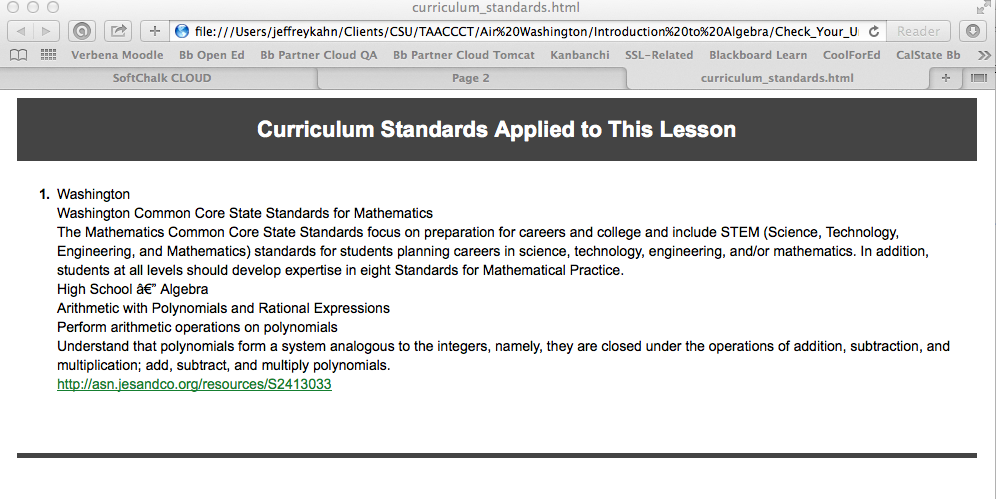 curriculum_standards.html
file:///Users/jeffreykahn/Clients/CSU/TAACCCT/Air%20Washington/Introduction%20to%20Algebra/Check_Your_U
Reader
Verbena Moodle Bb Open Ed Bb Partner Cloud QA Bb Partner Cloud Tomcat Kanbanchi SSL-Related Blackboard Learn CoolForEd CalState Bb
SoftChalk CLOUD Page 2 curriculum_standards.html
Curriculum Standards Applied to This Lesson
1. Washington
Washington Common Core State Standards for Mathematics
The Mathematics Common Core State Standards focus on preparation for careers and college and include STEM (Science, Technology,
Engineering, and Mathematics) standards for students planning careers in science, technology, engineering, and/or mathematics. In addition,
students at all levels should develop expertise in eight Standards for Mathematical Practice.
High School â€” Algebra
Arithmetic with Polynomials and Rational Expressions
Perform arithmetic operations on polynomials
Understand that polynomials form a system analogous to the integers, namely, they are closed under the operations of addition, subtraction, and
multiplication; add, subtract, and multiply polynomials.
http://asn.jesandco.org/resources/S2413033